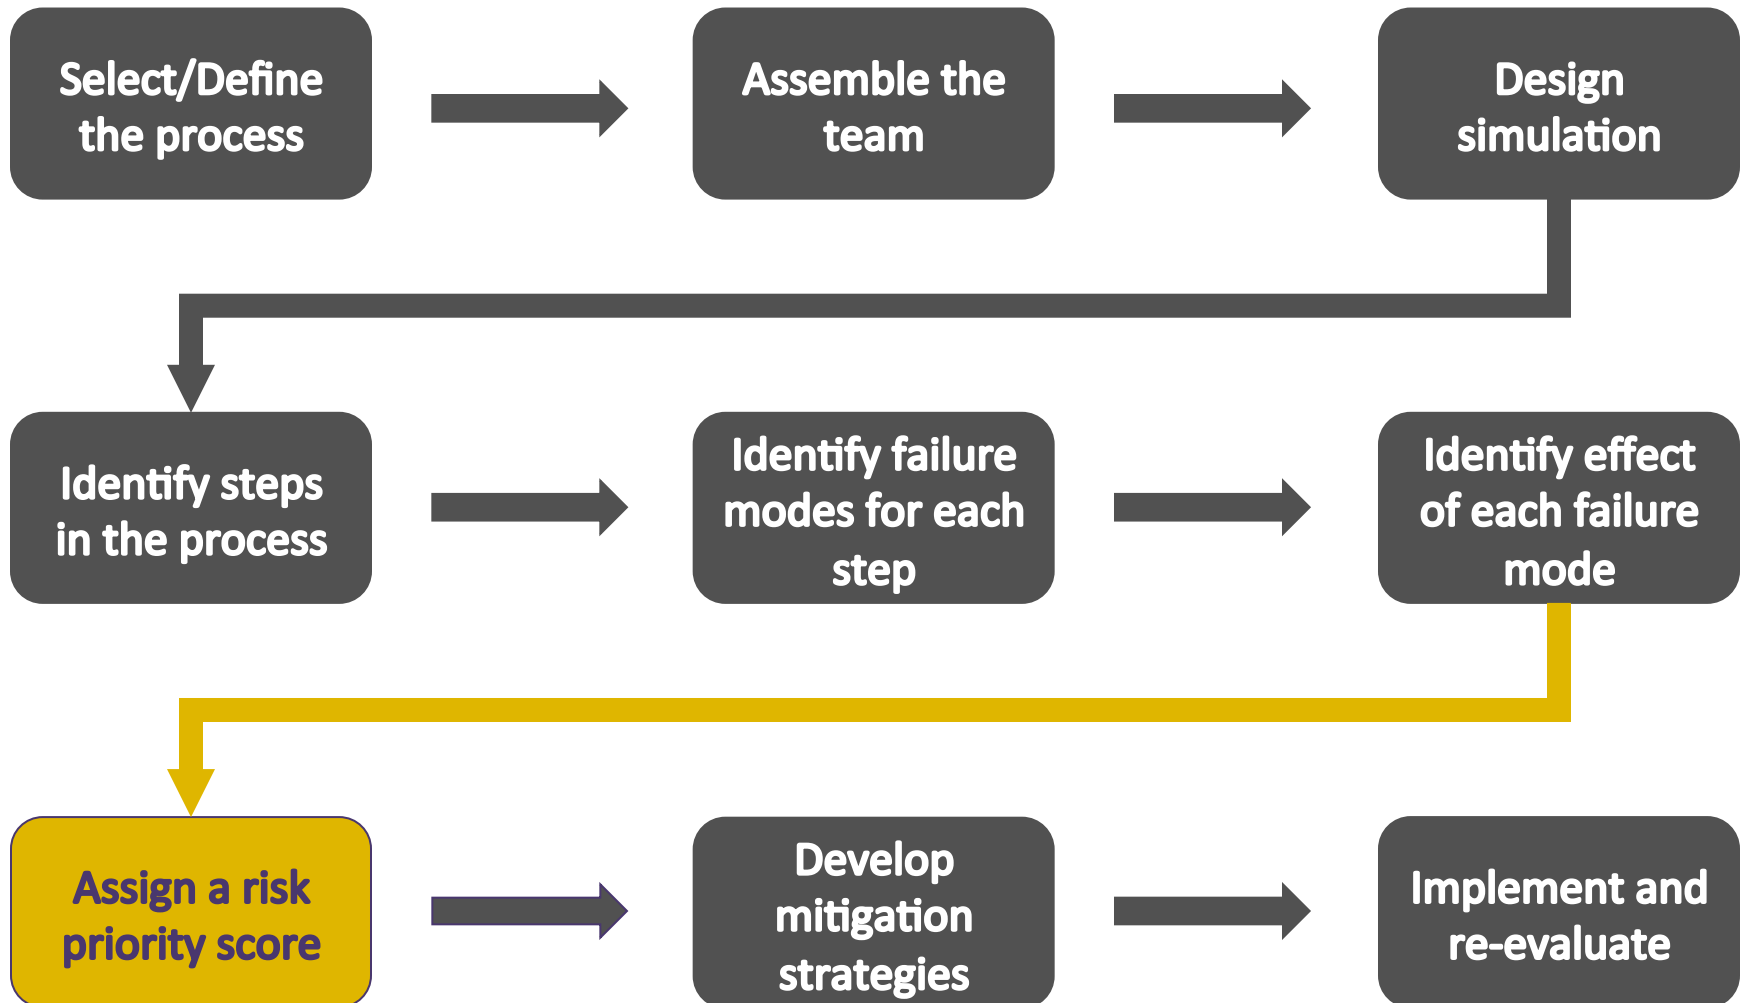 Select/Define
the process
Assemble the
team
Design
simulation
Identify steps
in the process
Identify failure
modes for each
step
Identify effect
of each failure
mode
Assign a risk
priority score
Develop
mitigation
strategies
Implement and
re-evaluate